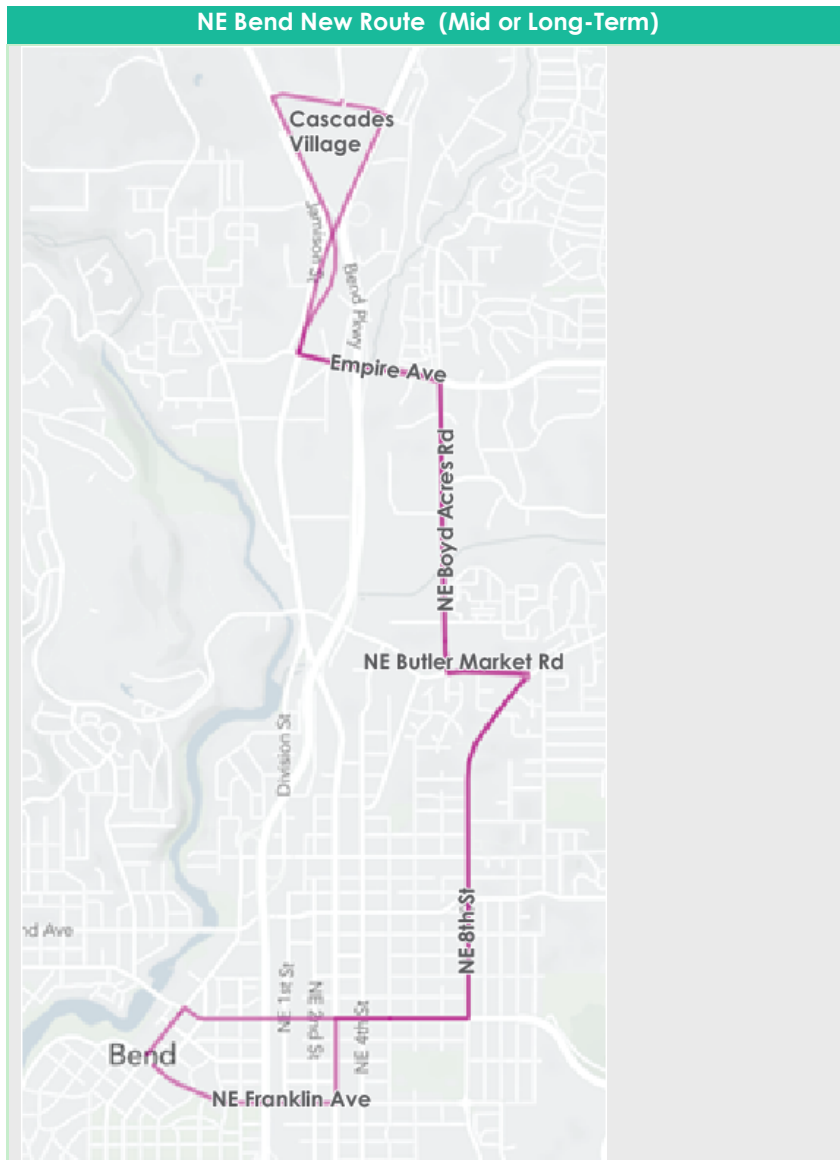 NE Bend New Route (Mid or Long-Term)
Cascades
Village
Bend Pkwy
Empire Ave
NE Boyd Acres Rd
NE Butler Market Rd
Division St
NE 8th St
nd Ave
NE 1st St
NE 2nd St
NE 4th St
Bend
NE Franklin Ave